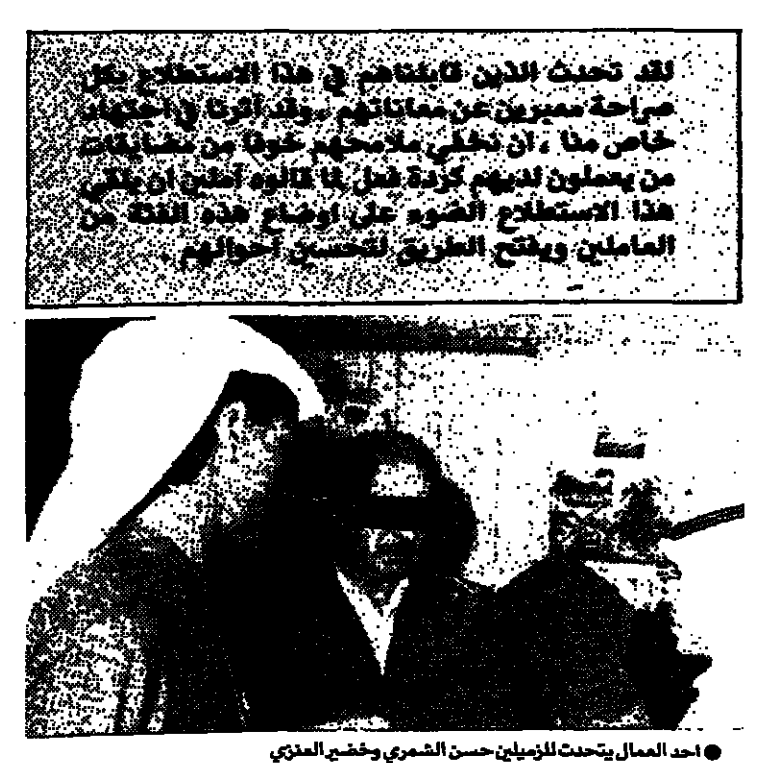 لقد تحدث الذين قابلناهم في هذا الاستطلاع بكل
صراحة معبرين عن معاناتهم ، وقد آثرنا في اجتهاد
خاص منا ، ان نخفي ملامحهم خوفا من مضايقات
من يعملون لديهم كردة فعل لما قالوه آملين ان يلقي
هذا الاستطلاع الضوء على اوضاع هذه الفئة من
العاملين ويفتح الطريق لتحسين احوالهم .
● احد العمال يتحدث للزميلين حسن الشمري وخضير العنزي